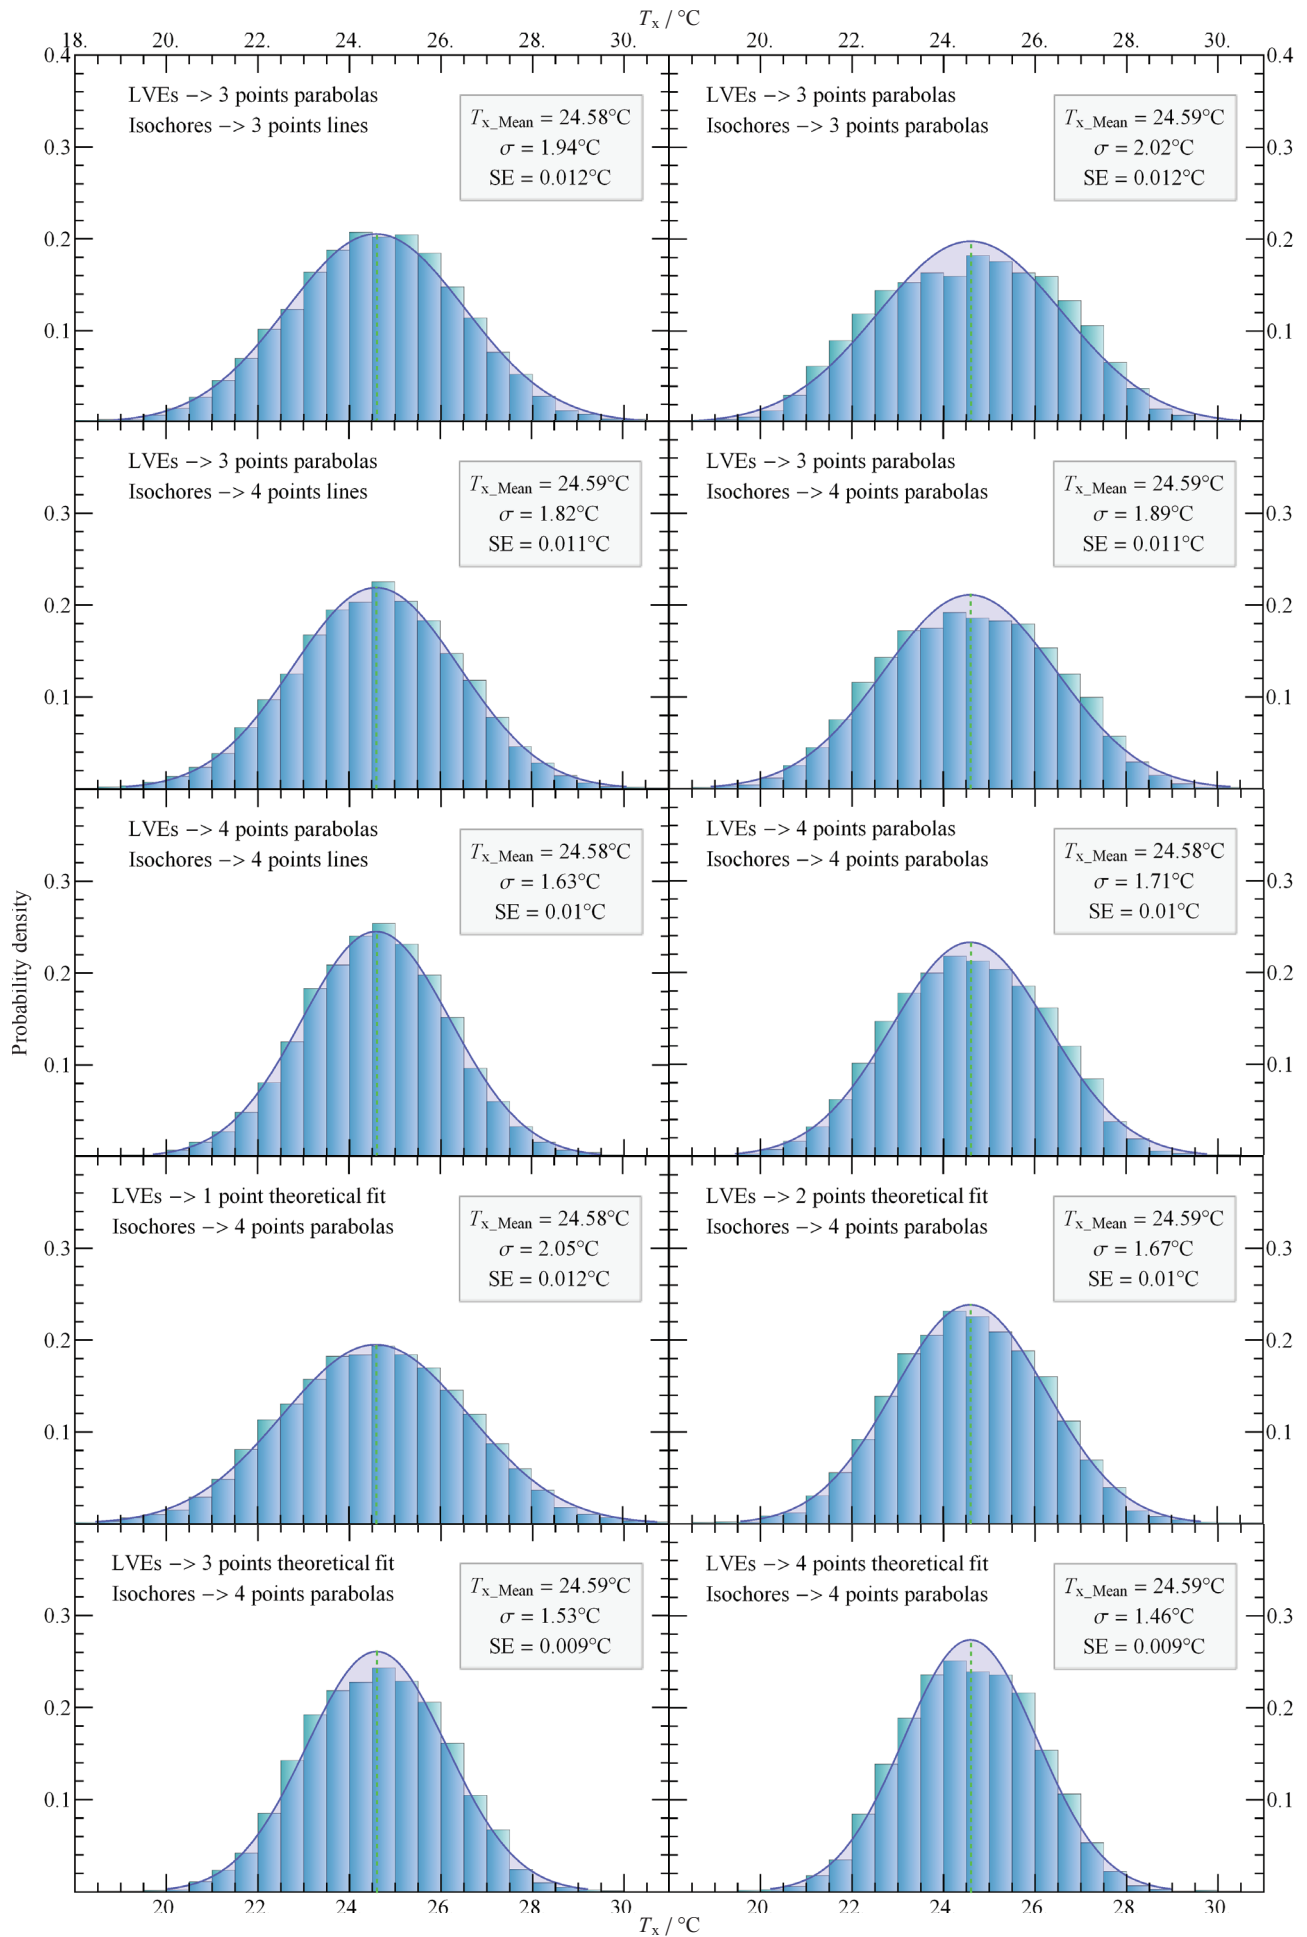 Tx / °C
18. 20. 22. 24. 26. 28. 30. 20. 22. 24. 26. 28. 30.
0.4 0.4
LVEs −> 3 points parabolas
Isochores −> 3 points lines
Tx_Mean = 24.58°C
σ = 1.94°C
SE = 0.012°C
LVEs −> 3 points parabolas
Isochores −> 3 points parabolas
Tx_Mean = 24.59°C
σ = 2.02°C
SE = 0.012°C
0.3 0.3
0.2 0.2
0.1 0.1
LVEs −> 3 points parabolas
Isochores −> 4 points lines
Tx_Mean = 24.59°C
σ = 1.82°C
SE = 0.011°C
LVEs −> 3 points parabolas
Isochores −> 4 points parabolas
Tx_Mean = 24.59°C
σ = 1.89°C
SE = 0.011°C
0.3 0.3
0.2 0.2
0.1 0.1
Probability density
LVEs −> 4 points parabolas
Isochores −> 4 points lines
Tx_Mean = 24.58°C
σ = 1.63°C
SE = 0.01°C
LVEs −> 4 points parabolas
Isochores −> 4 points parabolas
Tx_Mean = 24.58°C
σ = 1.71°C
SE = 0.01°C
0.3 0.3
0.2 0.2
0.1 0.1
LVEs −> 1 point theoretical fit
Isochores −> 4 points parabolas
Tx_Mean = 24.58°C
σ = 2.05°C
SE = 0.012°C
LVEs −> 2 points theoretical fit
Isochores −> 4 points parabolas
Tx_Mean = 24.59°C
σ = 1.67°C
SE = 0.01°C
0.3 0.3
0.2 0.2
0.1 0.1
LVEs −> 3 points theoretical fit
Isochores −> 4 points parabolas
Tx_Mean = 24.59°C
σ = 1.53°C
SE = 0.009°C
LVEs −> 4 points theoretical fit
Isochores −> 4 points parabolas
Tx_Mean = 24.59°C
σ = 1.46°C
SE = 0.009°C
0.3 0.3
0.2 0.2
0.1 0.1
20 22 24 26 28 30 20 22 24 26 28 30
Tx / °C